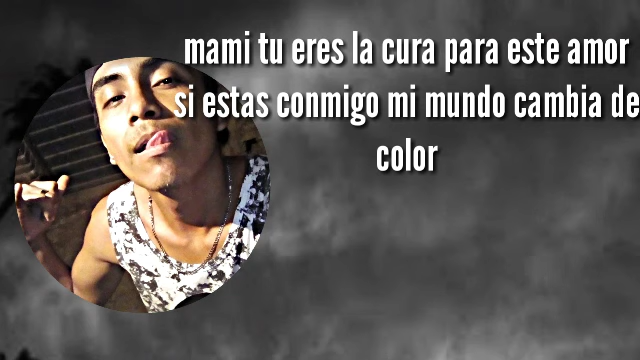 mami tu eres la cura para este amor
si estas conmigo mi mundo cambia de
color